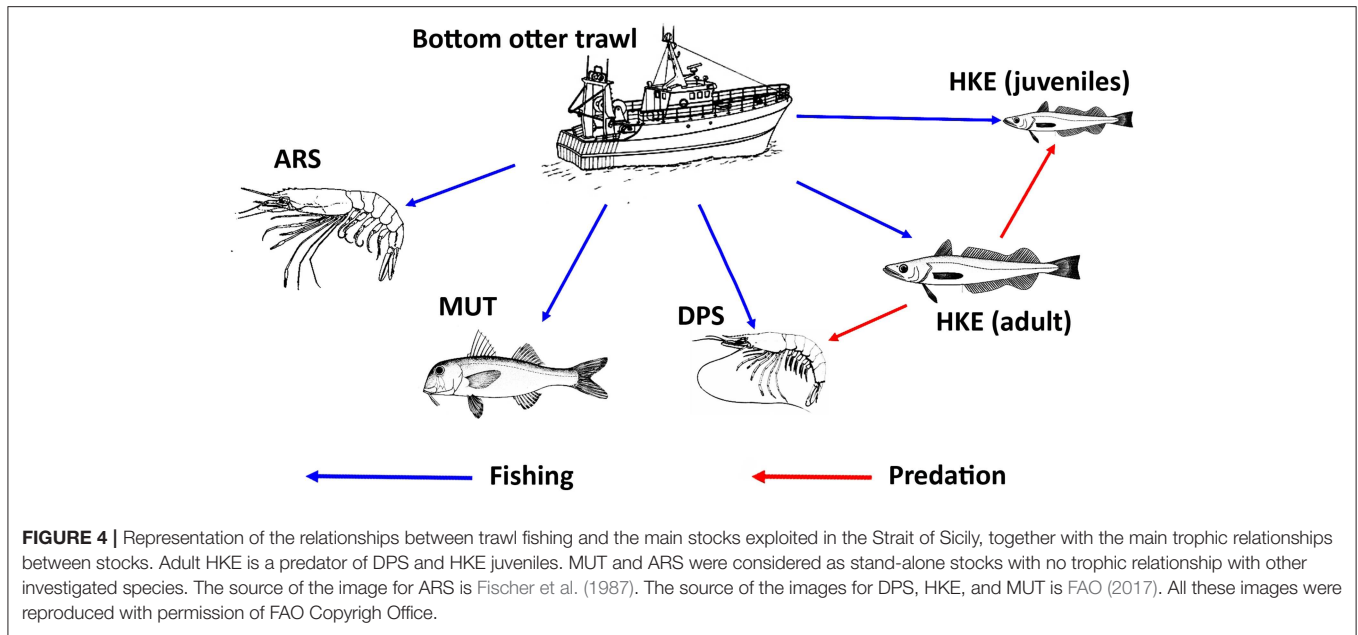 Bottom otter trawl
HKE (juveniles)
ARS
MUT
DPS
HKE (adult)
Fishing
Predation
FIGURE 4 | Representation of the relationships between trawl fishing and the main stocks exploited in the Strait of Sicily, together with the main trophic relationships
between stocks. Adult HKE is a predator of DPS and HKE juveniles. MUT and ARS were considered as stand-alone stocks with no trophic relationship with other
investigated species. The source of the image for ARS is Fischer et al. (1987). The source of the images for DPS, HKE, and MUT is FAO (2017). All these images were
reproduced with permission of FAO Copyrigh Office.